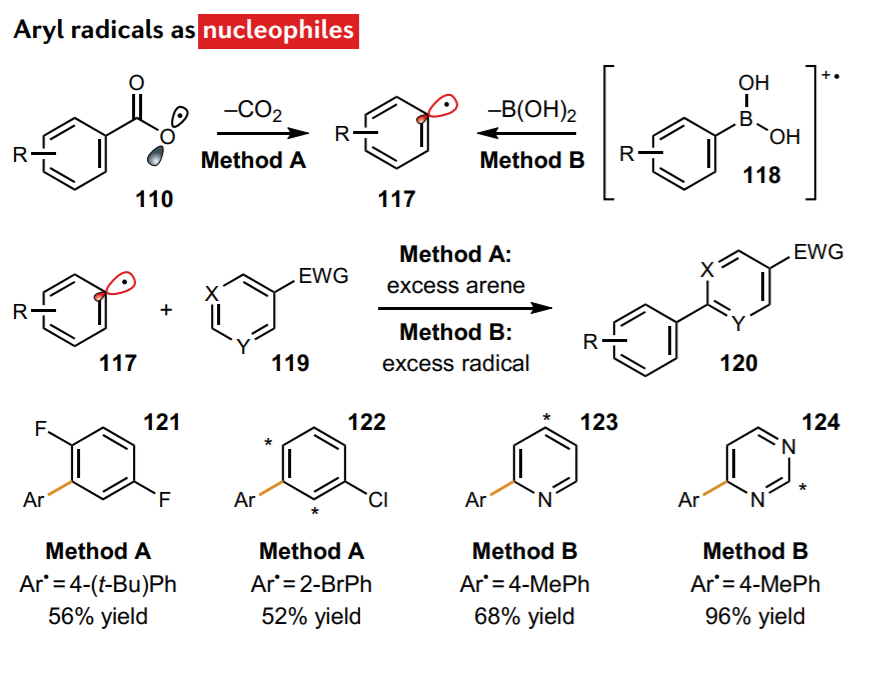 Aryl radicals as nucleophiles
O
O
R
110
–CO2
Method A
R
117
–B(OH)2
Method B
OH
B
OH
R
118
+•
R
117
+
X
EWG
Y
119
Method A:
excess arene
Method B:
excess radical
X
EWG
Y
R
120
121
F
Ar
F
Method A
Ar•= 4-(t-Bu)Ph
56% yield
122
*
Ar
*
Cl
Method A
Ar•= 2-BrPh
52% yield
123
*
Ar
N
Method B
Ar•= 4-MePh
68% yield
124
N
Ar
N
*
Method B
Ar•= 4-MePh
96% yield